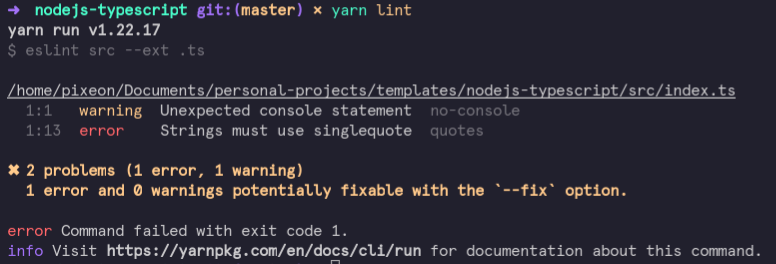 ➜ nodejs-typescript git:(master) × yarn lint
yarn run v1.22.17
$ eslint src --ext .ts
/home/pixeon/Documents/personal-projects/templates/nodejs-typescript/src/index.ts
1:1 warning Unexpected console statement no-console
1:13 error Strings must use singlequote quotes
✖ 2 problems (1 error, 1 warning)
1 error and 0 warnings potentially fixable with the `--fix` option.
error Command failed with exit code 1.
info Visit https://yarnpkg.com/en/docs/cli/run for documentation about this command.